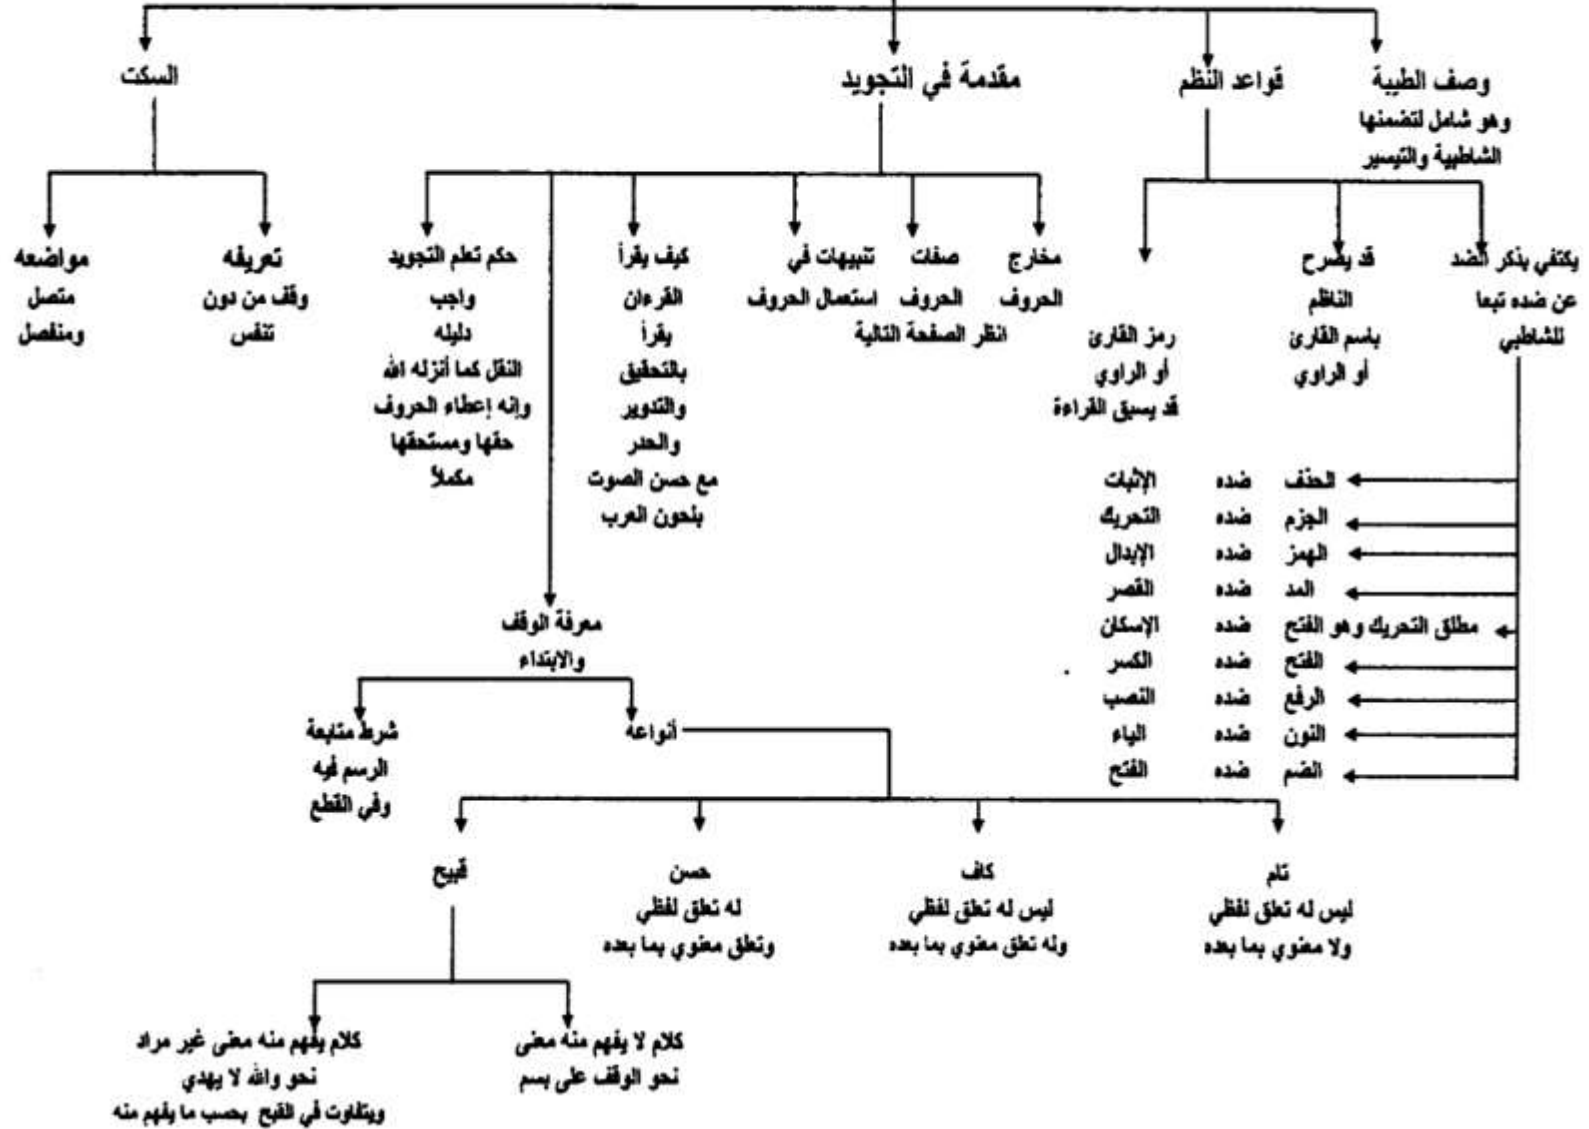 وصف الطيبة
وهو شامل لتضمنها
الشاطبية والتيسير
قواعد النظم
مقدمة في التجويد
السكت
يكتفي بذكر الضد
عن ضده تبعا
للشاطبي
قد يصرح
الناظم
باسم القارئ
أو الراوي
رمز القارئ
أو الراوي
قد يسبق القراءة
الحذف ضده الإثبات
الجزم ضده التحريك
الهمز ضده الإبدال
المد ضده القصر
مطلق التحريك وهو الفتح ضده الإسكان
الفتح ضده الكسر
الرفع ضده النصب
النون ضده الياء
الضم ضده الفتح
مخارج
الحروف
صفات
الحروف
تنبيهات في
استعمال الحروف
انظر الصفحة التالية
كيف يقرأ
القرءان
يقرأ
بالتحقيق
والتدوير
والحدر
مع حسن الصوت
بلحون العرب
حكم تعلم التجويد
واجب
دليله
النقل كما أنزله الله
وإنه إعطاء الحروف
حقها ومستحقها
مكملاً
تعريفه
وقف من دون
تنفس
مواضعه
متصل
ومنفصل
معرفة الوقف
والابتداء
أنواعه
شرط متابعة
الرسم فيه
وفي القطع
تام
ليس له تعلق لفظي
ولا معنوي بما بعده
كاف
ليس له تعلق لفظي
وله تعلق معنوي بما بعده
حسن
له تعلق لفظي
وتعلق معنوي بما بعده
قبيح
كلام لا يفهم منه معنى
نحو الوقف على بسم
كلام يفهم منه معنى غير مراد
نحو والله لا يهدي
ويتفاوت في القبح بحسب ما يفهم منه